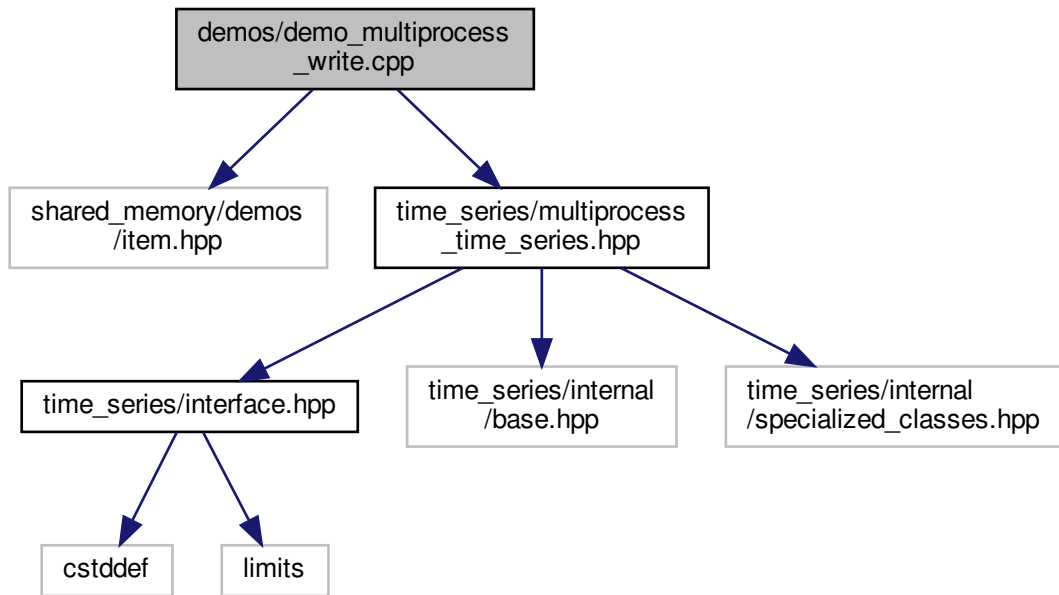 demos/demo_multiprocess
_write.cpp
shared_memory/demos
/item.hpp
time_series/multiprocess
_time_series.hpp
time_series/interface.hpp
time_series/internal
/base.hpp
time_series/internal
/specialized_classes.hpp
cstddef
limits